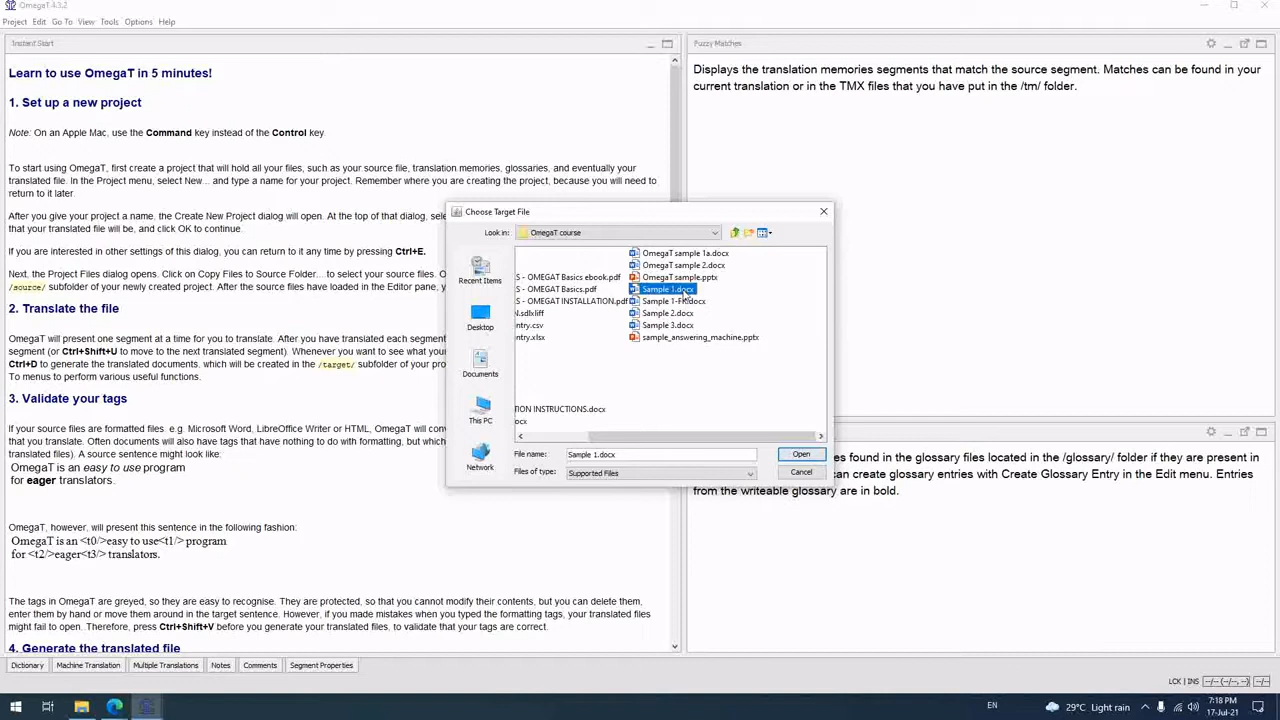 OmegaT 4.3.2
Project Edit Go To View Tools Options Help
Instant Start
Learn to use OmegaT in 5 minutes!
1. Set up a new project
Note: On an Apple Mac, use the Command key instead of the Control key.
To start using OmegaT, first create a project that will hold all your files, such as your source file, translation memories, glossaries, and eventually your
translated file. In the Project menu, select New... and type a name for your project. Remember where you are creating the project, because you will need to
return to it later.
After you give your project a name, the Create New Project dialog will open. At the top of that dialog, sele
that your translated file will be, and click OK to continue.
If you are interested in other settings of this dialog, you can return to it any time by pressing Ctrl+E.
Next, the Project Files dialog opens. Click on Copy Files to Source Folder... to select your source files. O
/source/ subfolder of your newly created project. After the source files have loaded in the Editor pane, y
2. Translate the file
OmegaT will present one segment at a time for you to translate. After you have translated each segment
segment (or Ctrl+Shift+U to move to the next translated segment). Whenever you want to see what your
Ctrl+D to generate the translated documents, which will be created in the /target/ subfolder of your pro
To menus to perform various useful functions.
3. Validate your tags
If your source files are formatted files e.g. Microsoft Word, LibreOffice Writer or HTML, OmegaT will conv
that you translate. Often documents will also have tags that have nothing to do with formatting, but which
translated files). A source sentence might look like:
OmegaT is an easy to use program
for eager translators.
OmegaT, however, will present this sentence in the following fashion:
OmegaT is an <t0/>easy to use<t1/> program
for <t2/>eager<t3/> translators.
The tags in OmegaT are greyed, so they are easy to recognise. They are protected, so that you cannot modify their contents, but you can delete them,
enter them by hand or move them around in the target sentence. However, if you made mistakes when you typed the formatting tags, your translated files
might fail to open. Therefore, press Ctrl+Shift+V before you generate your translated files, to validate that your tags are correct.
4. Generate the translated file
Fuzzy Matches
Displays the translation memories segments that match the source segment. Matches can be found in your
current translation or in the TMX files that you have put in the /tm/ folder.
Choose Target File
Look in: OmegaT course
Recent Items
Desktop
Documents
This PC
Network
S - OMEGAT Basics ebook.pdf
S - OMEGAT Basics.pdf
S - OMEGAT INSTALLATION.pdf
l.sdlxliff
ntry.csv
ntry.xlsx
TION INSTRUCTIONS.docx
ocx
OmegaT sample 1a.docx
OmegaT sample 2.docx
OmegaT sample.pptx
Sample 1.docx
Sample 1-FR.docx
Sample 2.docx
Sample 3.docx
sample_answering_machine.pptx
File name: Sample 1.docx Open
Files of type: Supported Files Cancel
s found in the glossary files located in the /glossary/ folder if they are present in
can create glossary entries with Create Glossary Entry in the Edit menu. Entries
from the writeable glossary are in bold.
Dictionary Machine Translation Multiple Translations Notes Comments Segment Properties
LCK | INS --/-- (--/--, --) --/--
EN 29°C Light rain 7:18 PM
17-Jul-21